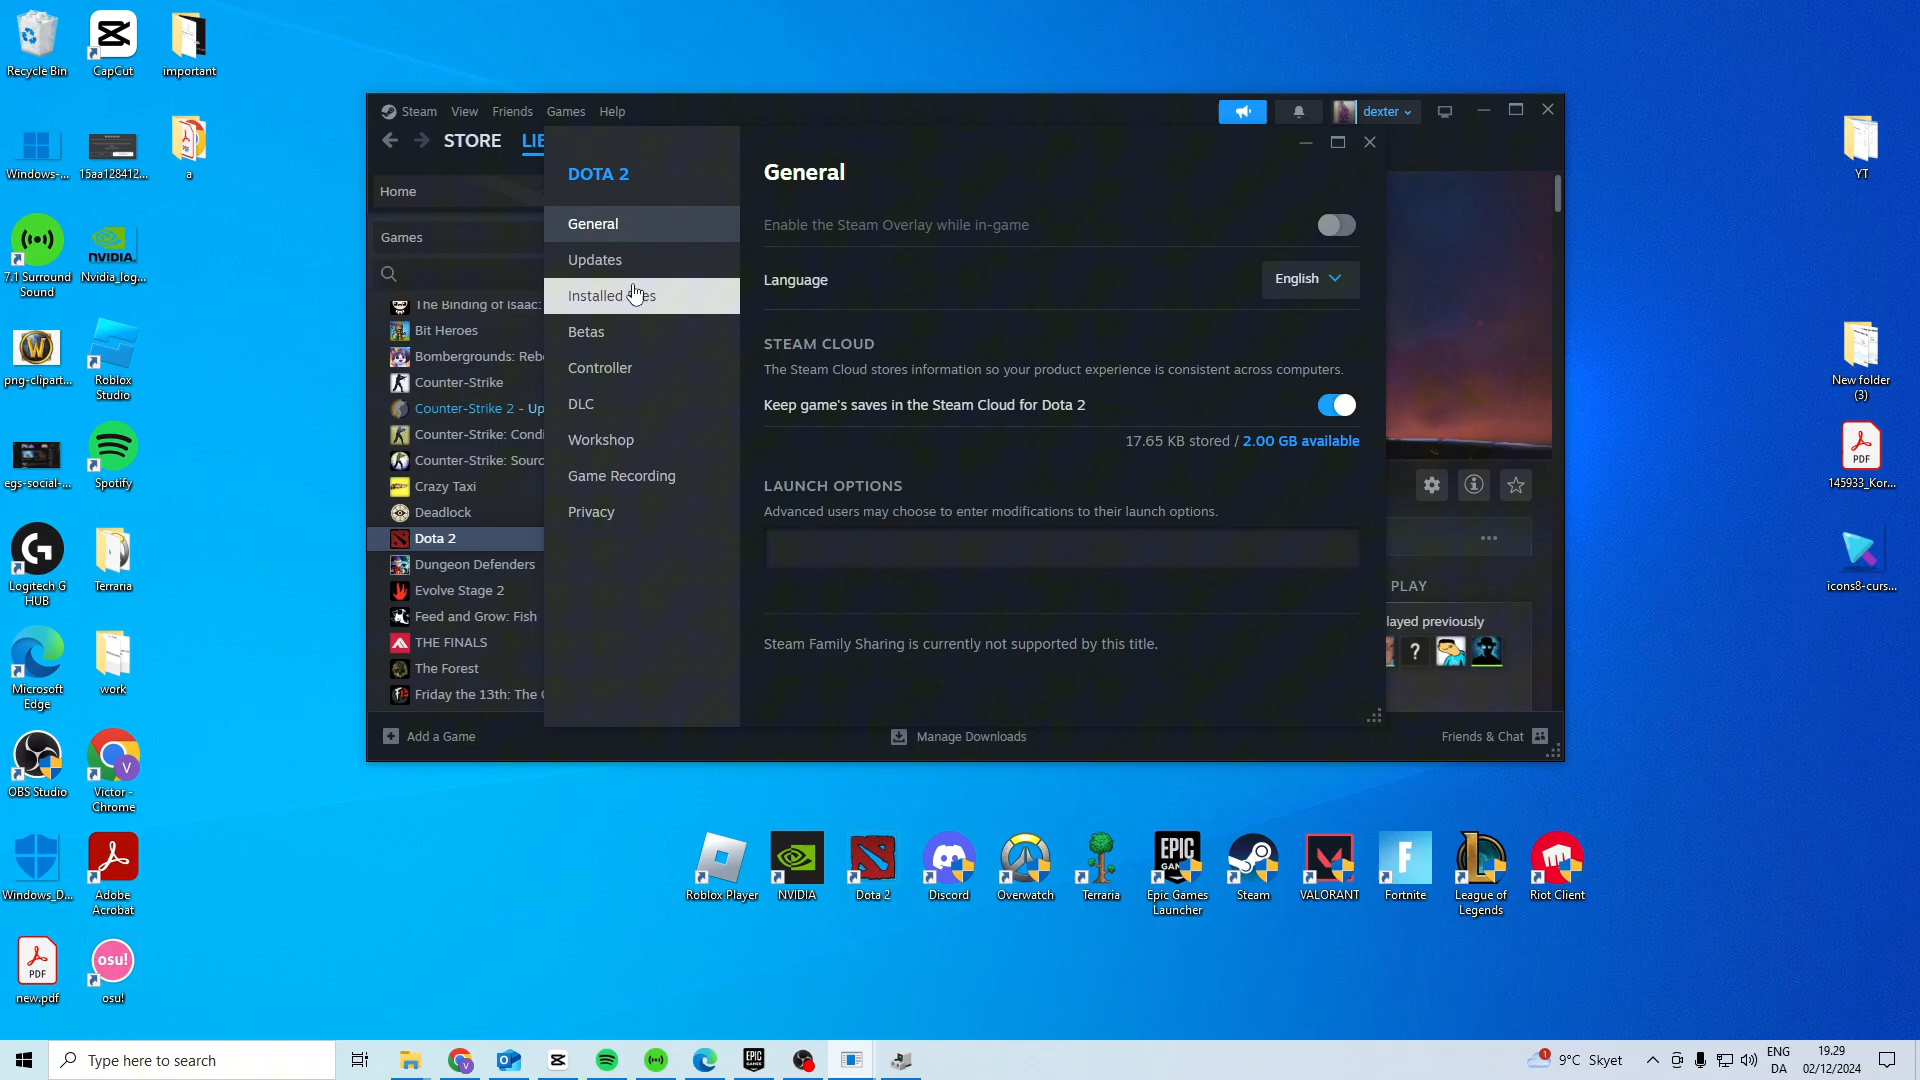 Recycle Bin
CapCut
important
Windows-...
15aa128412...
a
7.1 Surround
Sound
NVIDIA.
Nvidia_log...
png-clipart...
Roblox
Studio
egs-social-...
Spotify
Logitech G
HUB
Terraria
Microsoft
Edge
work
OBS Studio
V
Victor -
Chrome
Windows_D...
Adobe
Acrobat
PDF
new.pdf
osu!
osu!
Steam View Friends Games Help
dexter
STORE LIB
Home
Games
The Binding of Isaac:
Bit Heroes
Bombergrounds: Reb
Counter-Strike
Counter-Strike 2 - Up
Counter-Strike: Condi
Counter-Strike: Sourc
Crazy Taxi
Deadlock
Dota 2
Dungeon Defenders
Evolve Stage 2
Feed and Grow: Fish
THE FINALS
The Forest
Friday the 13th: The
Add a Game
Manage Downloads
Friends & Chat
DOTA 2
General
Updates
Installed
Betas
Controller
DLC
Workshop
Game Recording
Privacy
General
Enable the Steam Overlay while in-game
Language
English
STEAM CLOUD
The Steam Cloud stores information so your product experience is consistent across computers.
Keep game's saves in the Steam Cloud for Dota 2
17.65 KB stored / 2.00 GB available
LAUNCH OPTIONS
Advanced users may choose to enter modifications to their launch options.
Steam Family Sharing is currently not supported by this title.
PLAY
layed previously
?
YT
New folder
(3)
PDF
145933_Kor...
icons8-curs...
Roblox Player
NVIDIA
Dota 2
Discord
Overwatch
Terraria
EPIC
GAMES
Epic Games
Launcher
Steam
VALORANT
Fortnite
League of
Legends
Riot Client
Type here to search
1
9°C Skyet
ENG
DA
19.29
02/12/2024